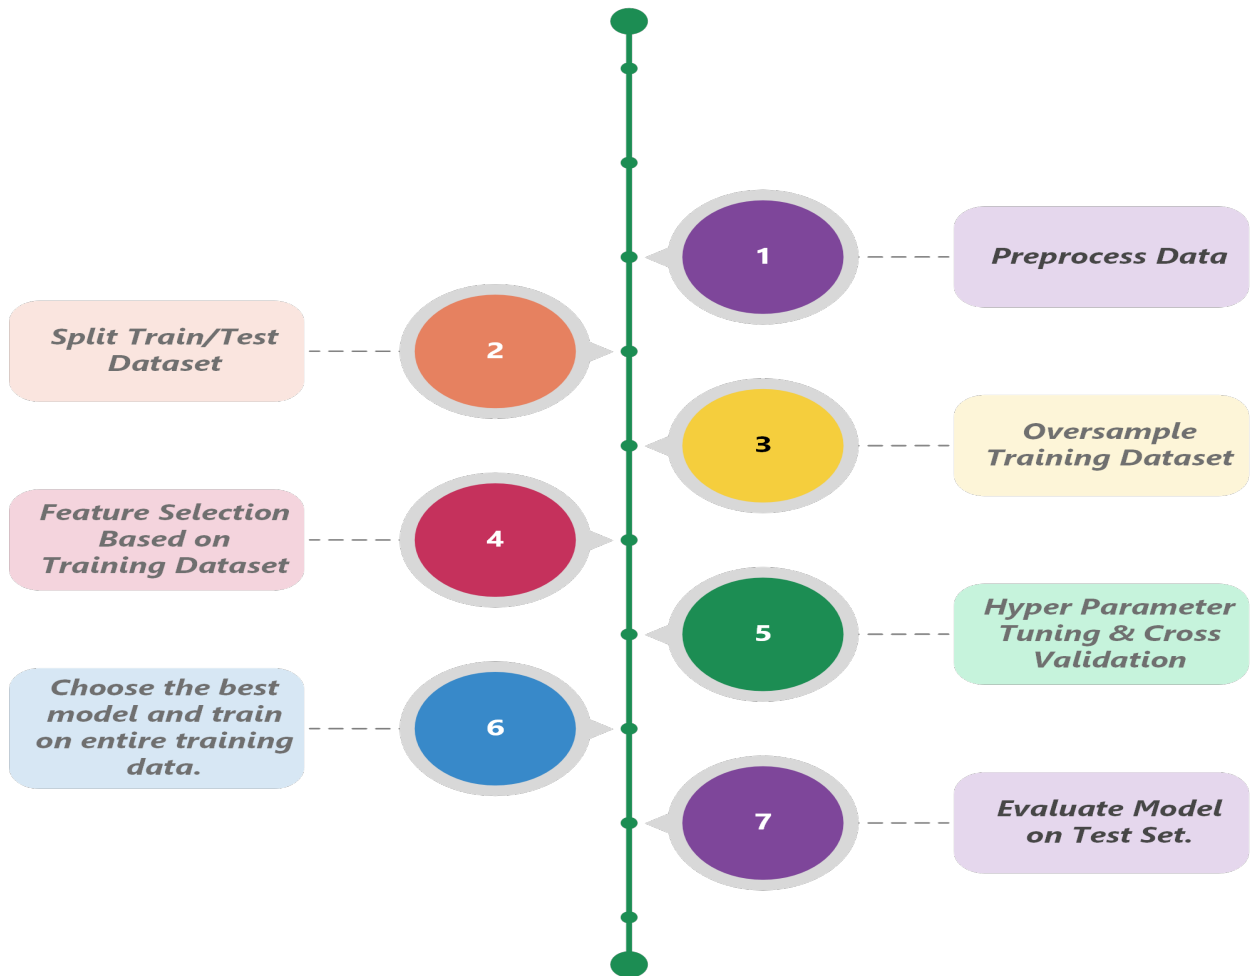 1
Preprocess Data
2
Split Train/Test
Dataset
3
Oversample
Training Dataset
4
Feature Selection
Based on
Training Dataset
5
Hyper Parameter
Tuning & Cross
Validation
6
Choose the best
model and train
on entire training
data.
7
Evaluate Model
on Test Set.